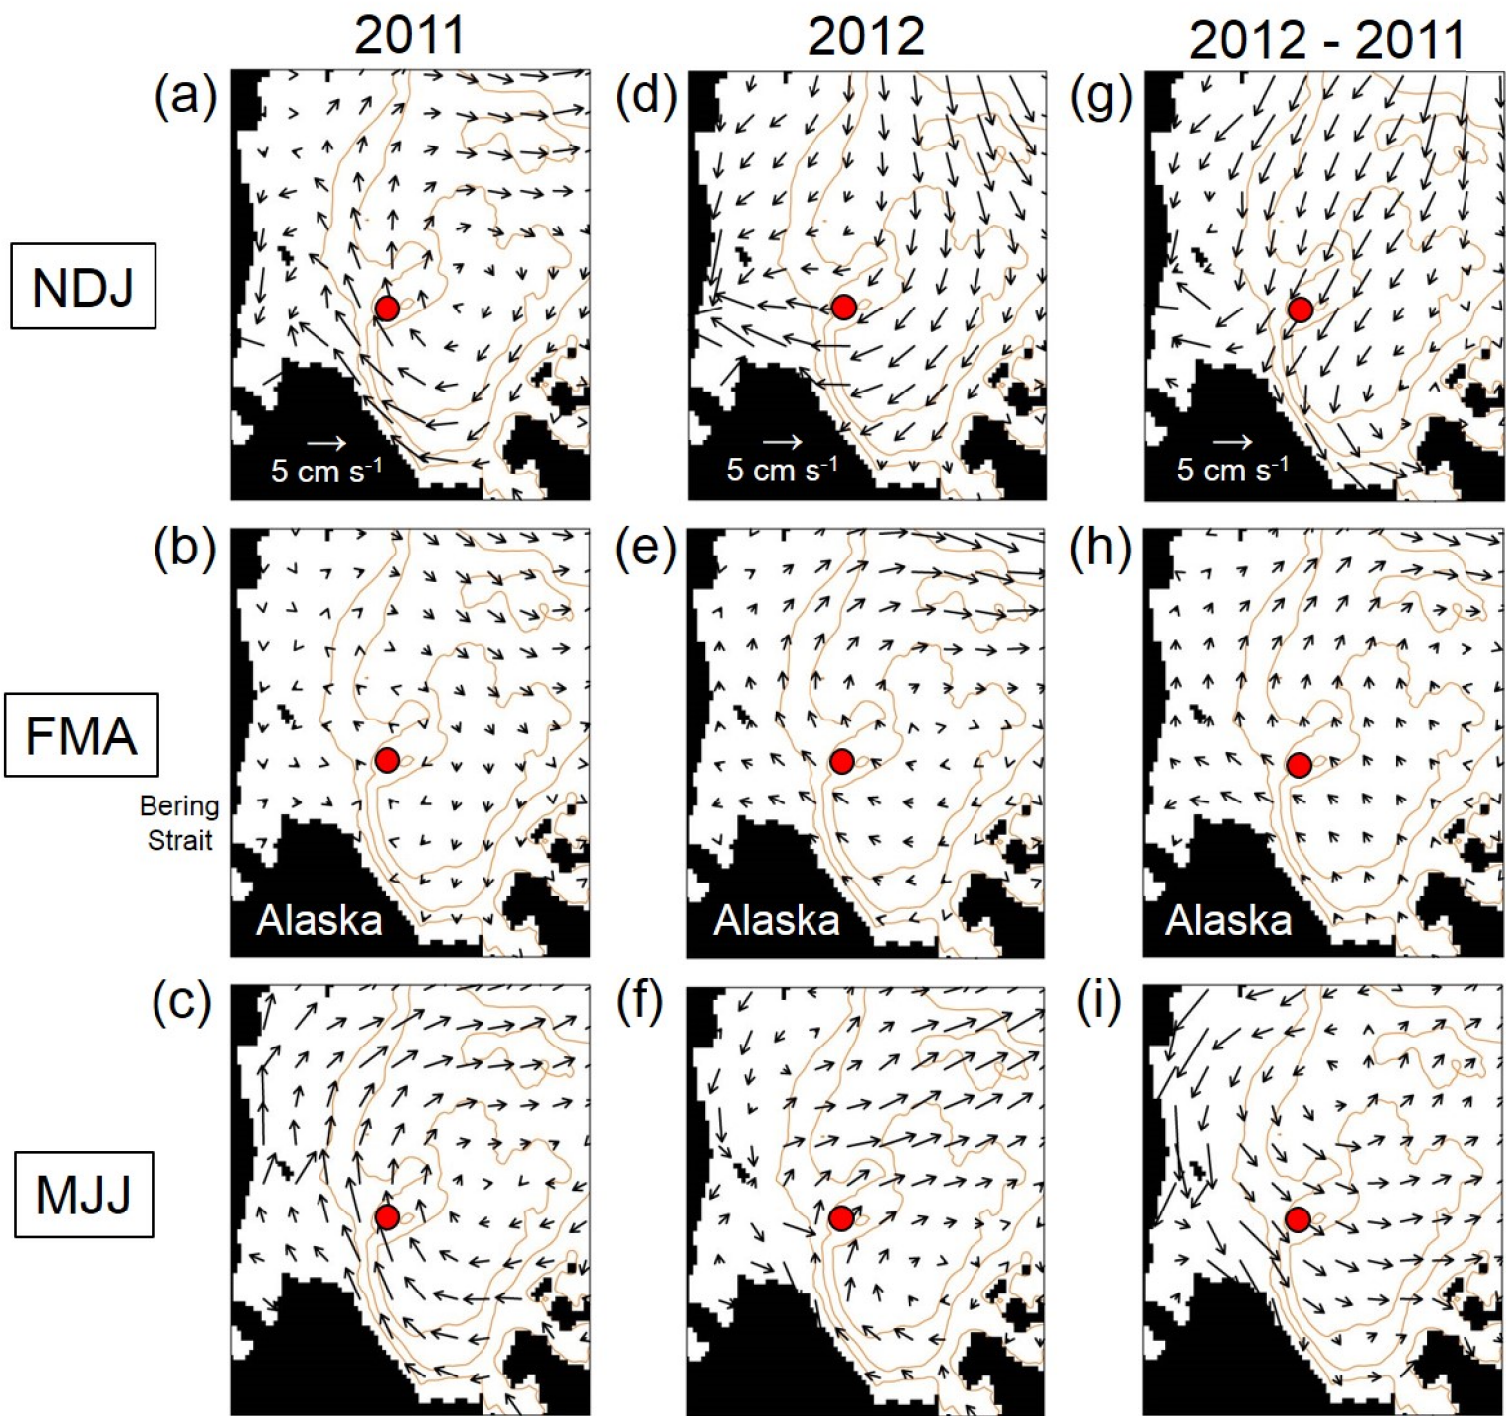 2011
2012
2012 - 2011
(a)
(d)
(g)
NDJ
5 cm s-1
5 cm s-1
5 cm s-1
(b)
(e)
(h)
FMA
Bering
Strait
Alaska
Alaska
Alaska
(c)
(f)
(i)
MJJ